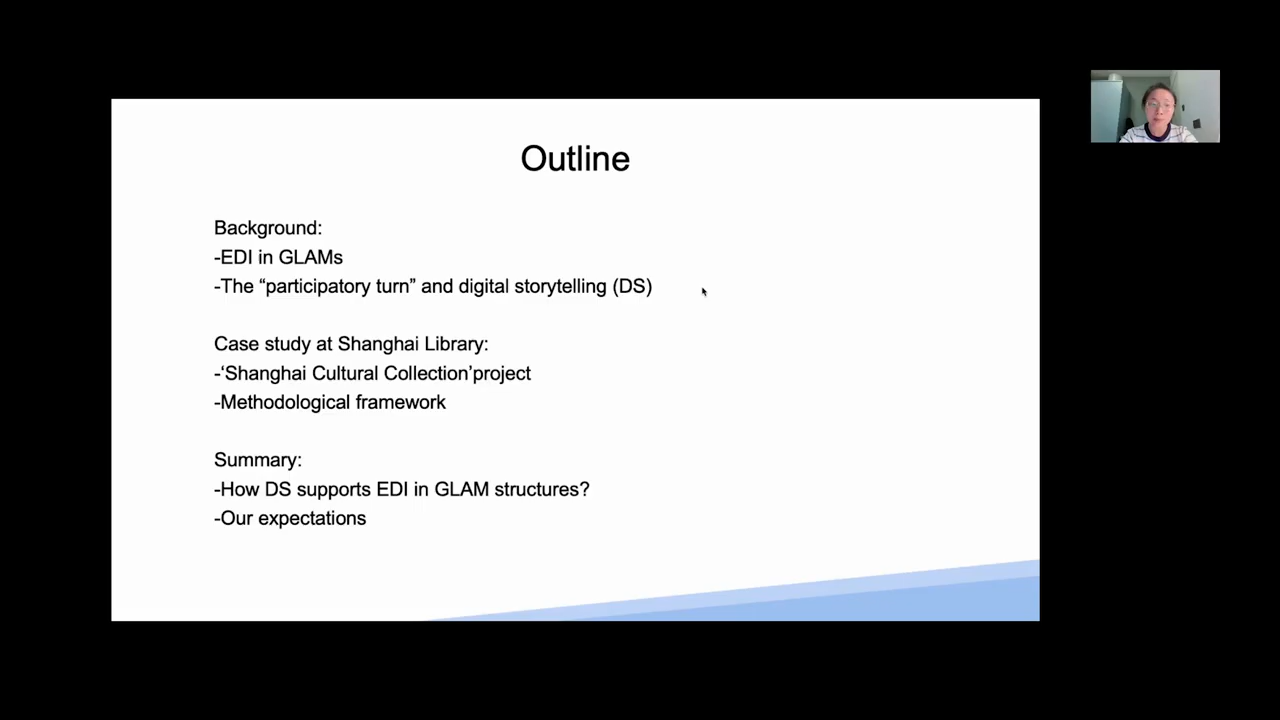 Outline
Background:
-EDI in GLAMs
-The “participatory turn” and digital storytelling (DS)
Case study at Shanghai Library:
-‘Shanghai Cultural Collection’project
-Methodological framework
Summary:
-How DS supports EDI in GLAM structures?
-Our expectations